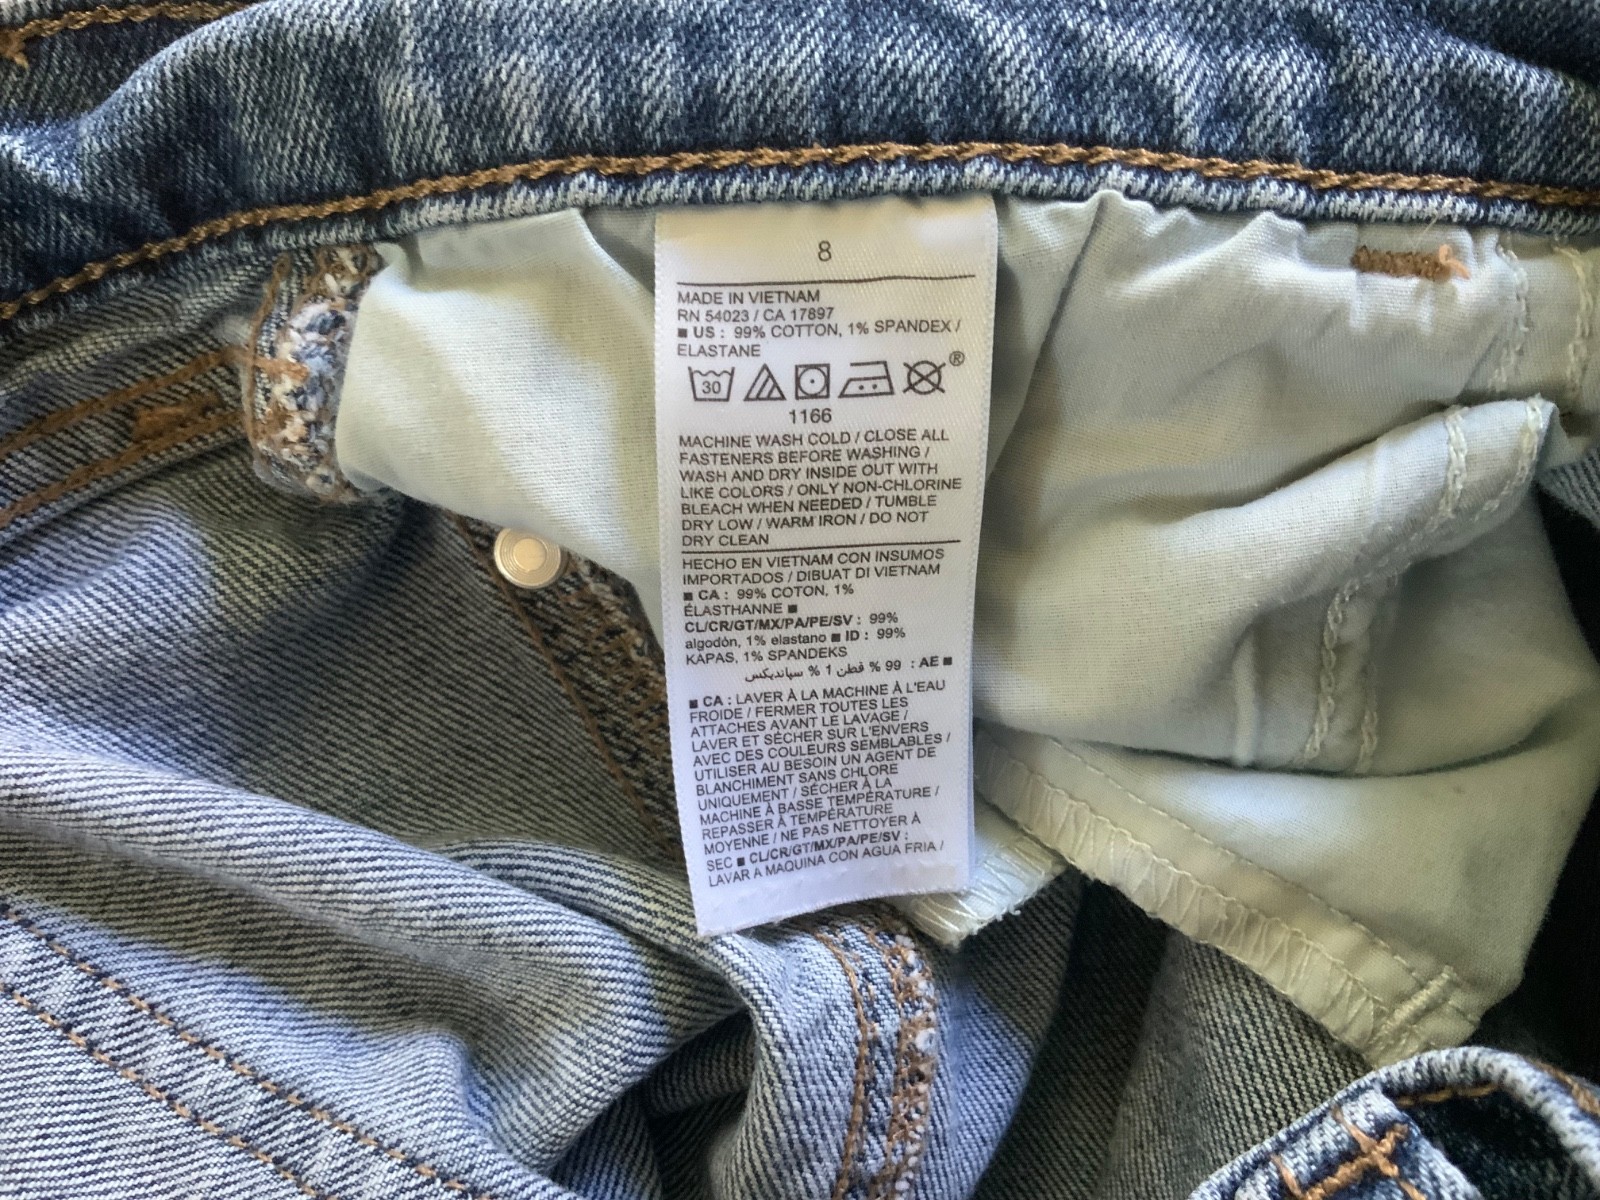 8
MADE IN VIETNAM
RN 54023 / CA 17897
■ US : 99% COTTON, 1% SPANDEX /
ELASTANE
30 ®
1166
MACHINE WASH COLD / CLOSE ALL
FASTENERS BEFORE WASHING /
WASH AND DRY INSIDE OUT WITH
LIKE COLORS / ONLY NON-CHLORINE
BLEACH WHEN NEEDED / TUMBLE
DRY LOW / WARM IRON / DO NOT
DRY CLEAN
HECHO EN VIETNAM CON INSUMOS
IMPORTADOS / DIBUAT DI VIETNAM
■ CA : 99% COTON, 1%
ÉLASTHANNE ■
CL/CR/GT/MX/PA/PE/SV : 99%
algodón, 1% elastano ■ ID : 99%
KAPAS, 1% SPANDEKS
■ AE : 99 % قطن 1 % سپاندیکس
■ CA : LAVER À LA MACHINE À L'EAU
FROIDE / FERMER TOUTES LES
ATTACHES AVANT LE LAVAGE /
LAVER ET SÉCHER SUR L'ENVERS
AVEC DES COULEURS SEMBLABLES /
UTILISER AU BESOIN UN AGENT DE
BLANCHIMENT SANS CHLORE
UNIQUEMENT / SÉCHER À LA
MACHINE À BASSE TEMPÉRATURE /
REPASSER À TEMPÉRATURE
MOYENNE / NE PAS NETTOYER À
SEC ■ CL/CR/GT/MX/PA/PE/SV :
LAVAR A MAQUINA CON AGUA FRIA /